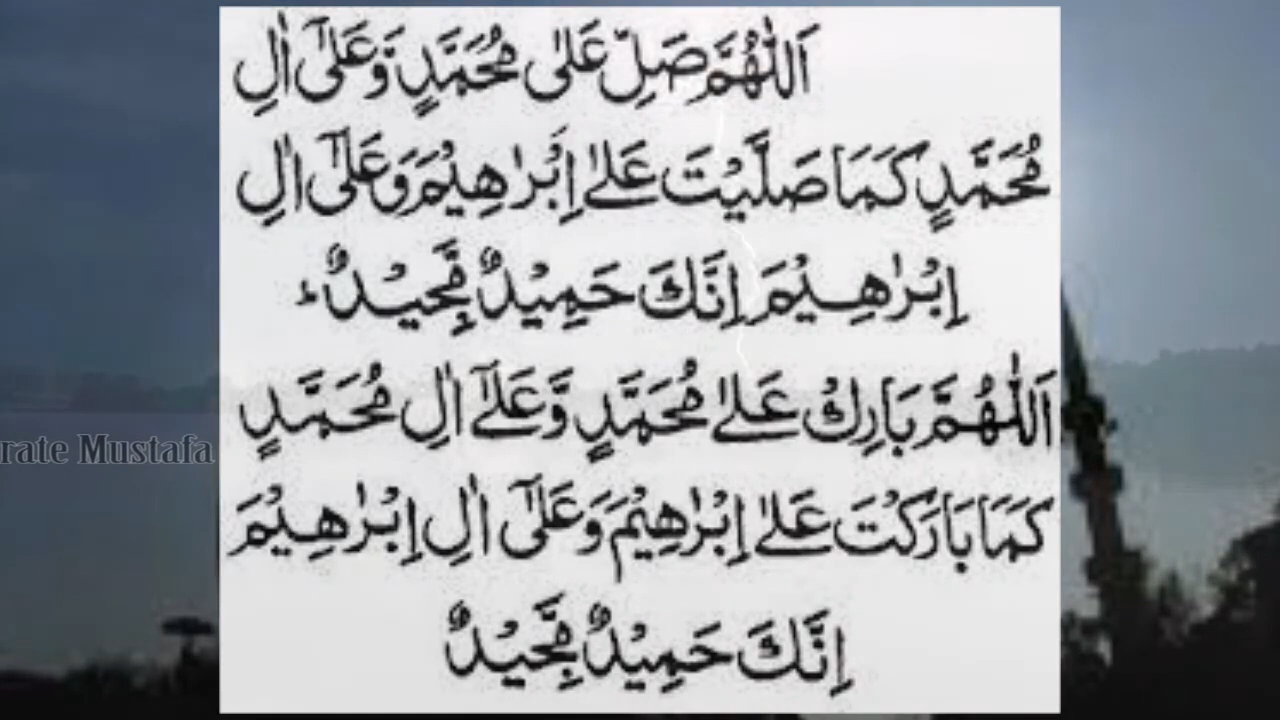 اَللّٰهُمَّ صَلِّ عَلٰى مُحَمَّدٍ وَّعَلٰٓى اٰلِ
مُحَمَّدٍ كَمَا صَلَّيْتَ عَلٰٓى اِبْرٰهِيْمَ وَعَلٰٓى اٰلِ
اِبْرٰهِيْمَ اِنَّكَ حَمِيْدٌ مَّجِيْدٌ ؕ
اَللّٰهُمَّ بَارِكْ عَلٰى مُحَمَّدٍ وَّعَلٰٓى اٰلِ مُحَمَّدٍ
rate Mustafa
كَمَا بَارَكْتَ عَلٰٓى اِبْرٰهِيْمَ وَعَلٰٓى اٰلِ اِبْرٰهِيْمَ
اِنَّكَ حَمِيْدٌ مَّجِيْدٌ